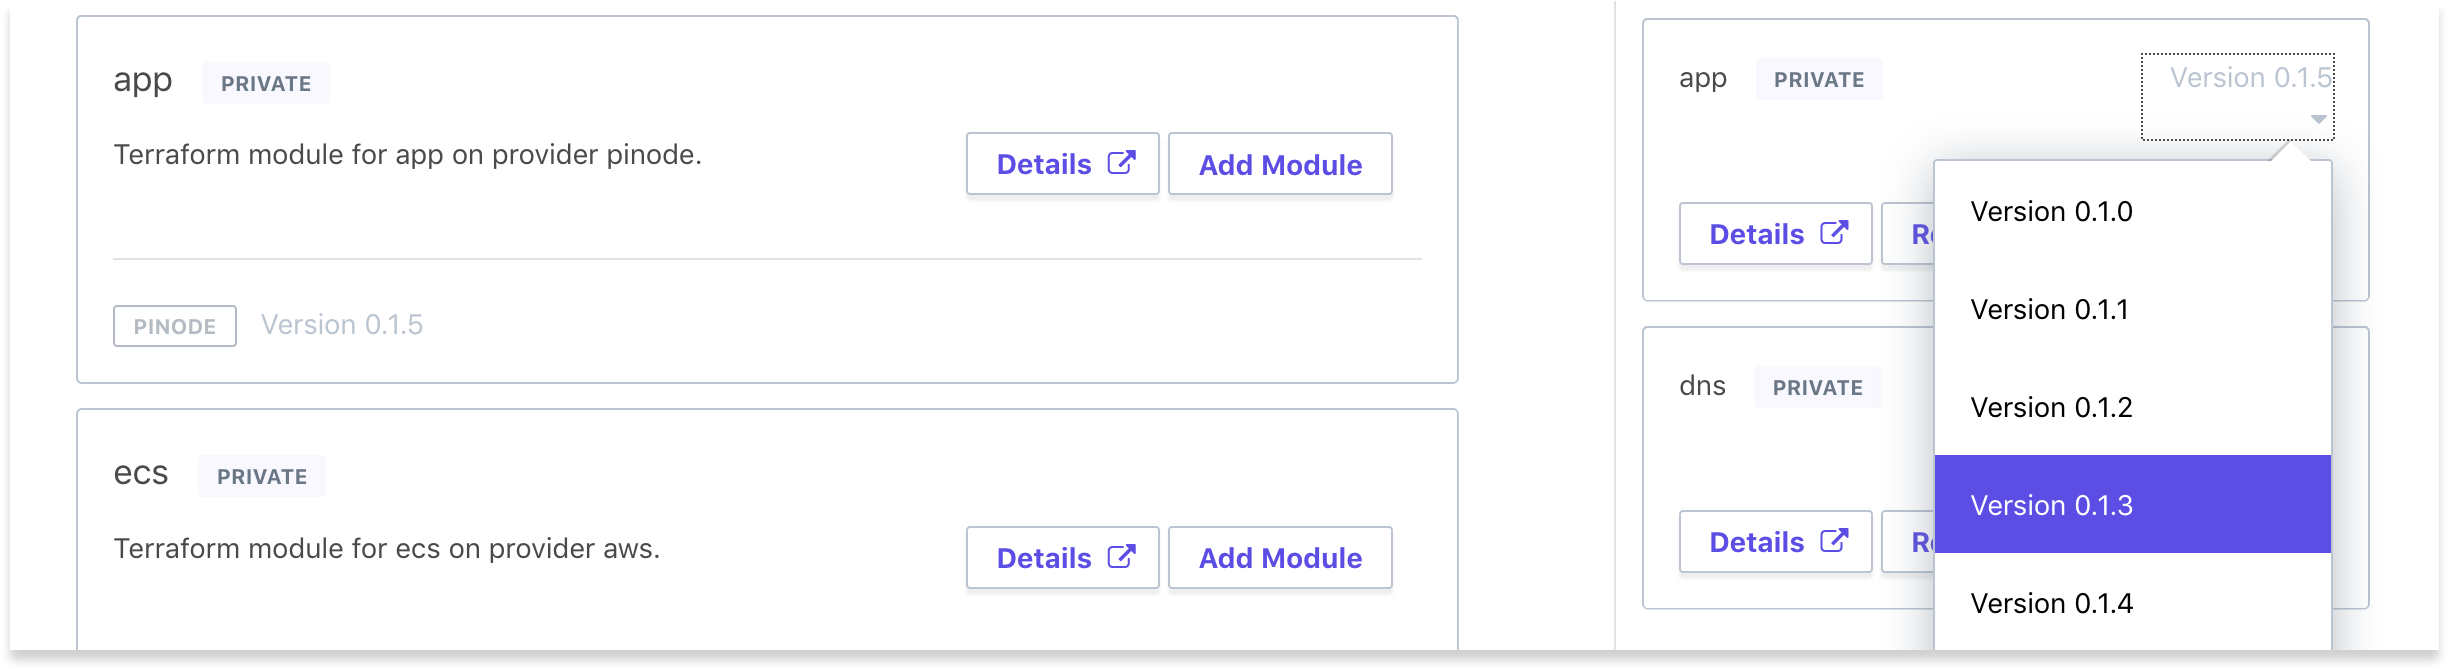 app PRIVATE
Terraform module for app on provider pinode.
Details Add Module
PINODE Version 0.1.5
ecs PRIVATE
Terraform module for ecs on provider aws.
Details Add Module
app PRIVATE Version 0.1.5
Details
dns PRIVATE
Details
Version 0.1.0
Version 0.1.1
Version 0.1.2
Version 0.1.3
Version 0.1.4